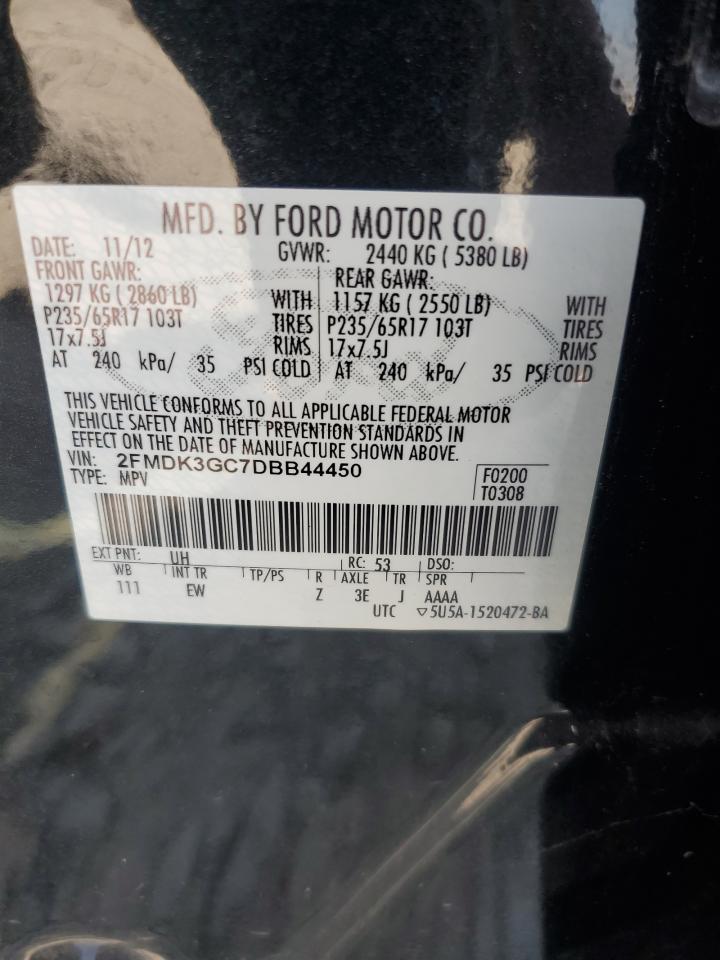 MFD. BY FORD MOTOR CO.
DATE: 11/12 GVWR: 2440 KG ( 5380 LB)
FRONT GAWR: REAR GAWR:
1297 KG ( 2860 LB) WITH 1157 KG ( 2550 LB) WITH
P235/65R17 103T TIRES P235/65R17 103T TIRES
17x7.5J RIMS 17x7.5J RIMS
AT 240 kPa/ 35 PSI COLD AT 240 kPa/ 35 PSI COLD
THIS VEHICLE CONFORMS TO ALL APPLICABLE FEDERAL MOTOR
VEHICLE SAFETY AND THEFT PREVENTION STANDARDS IN
EFFECT ON THE DATE OF MANUFACTURE SHOWN ABOVE.
VIN: 2FMDK3GC7DBB44450 F0200
TYPE: MPV T0308
EXT PNT: UH RC: 53 DSO:
WB INT TR TP/PS R AXLE TR SPR
111 EW Z 3E J AAAA
UTC ▽5U5A-1520472-BA